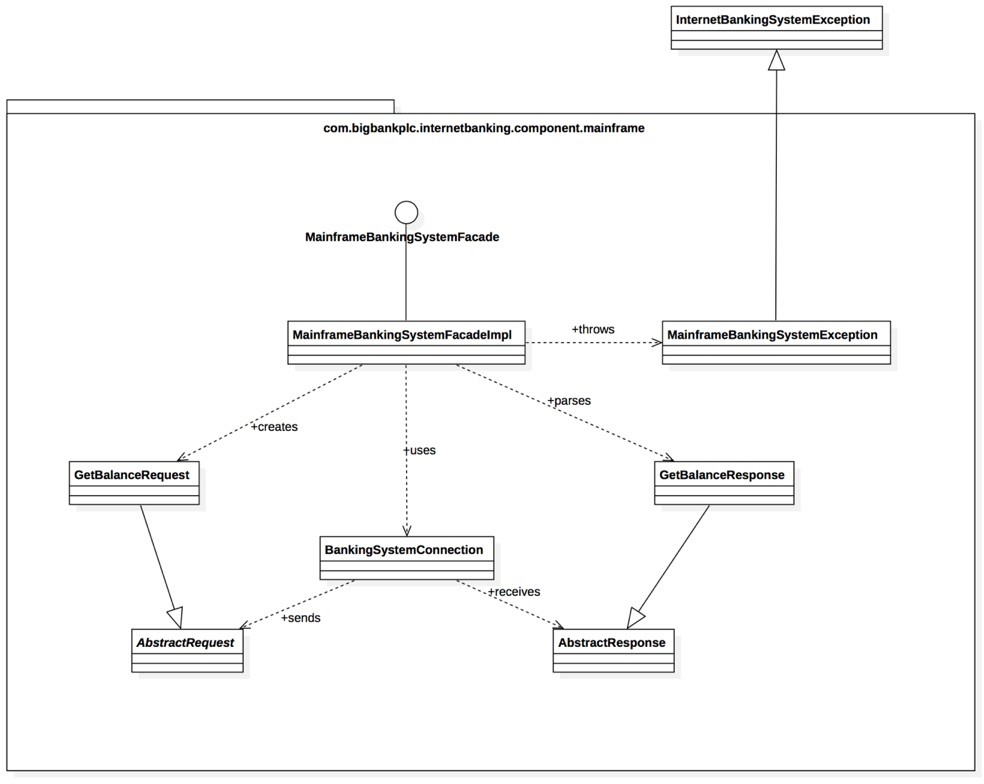 InternetBankingSystemException
com.bigbankplc.internetbanking.component.mainframe
MainframeBankingSystemFacade
MainframeBankingSystemFacadeImpl
+throws
MainframeBankingSystemException
+creates
+uses
+parses
GetBalanceRequest
GetBalanceResponse
BankingSystemConnection
+sends
+receives
AbstractRequest
AbstractResponse